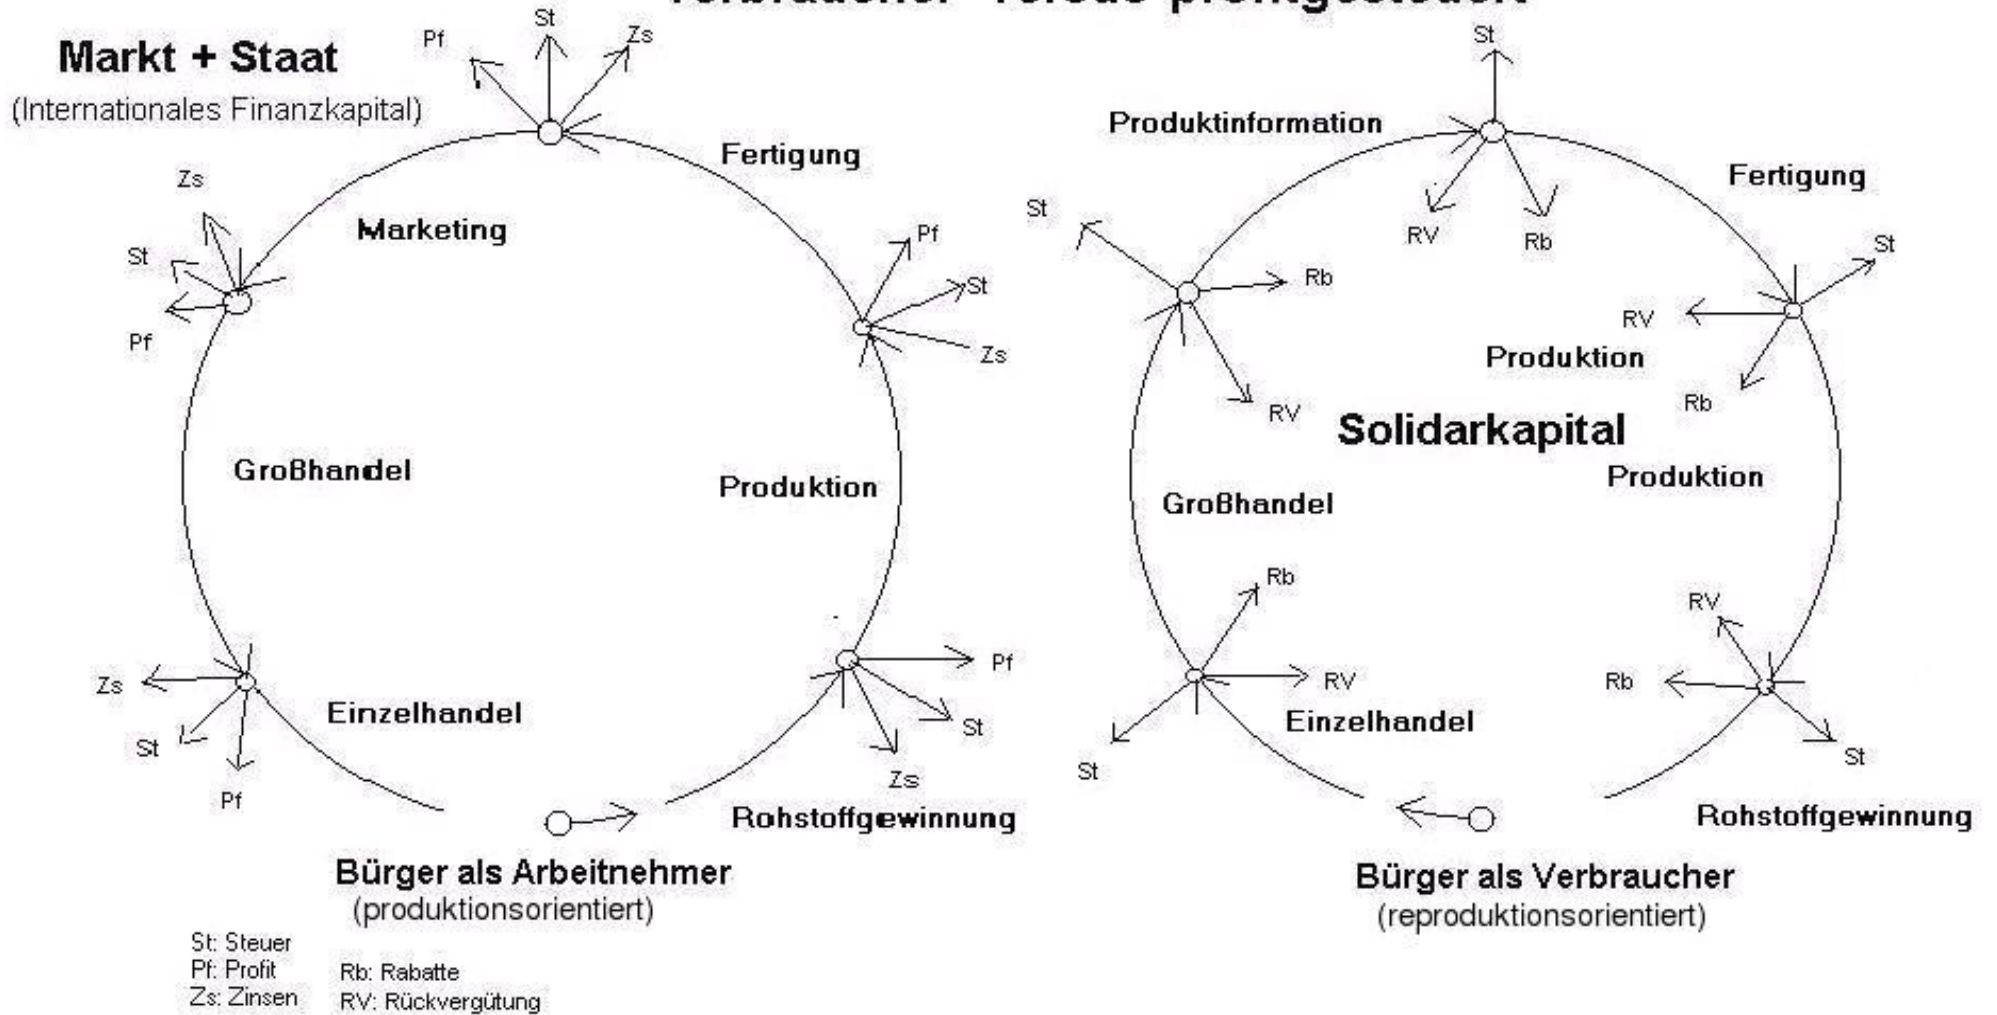 Markt + Staat
(Internationales Finanzkapital)
Pf
St
Zs
Fertigung
Zs
Marketing
St
Pf
Pf
St
Zs
Großhandel
Produktion
Zs
Einzelhandel
St
Pf
Pf
St
Zs
Rohstoffgewinnung
Bürger als Arbeitnehmer
(produktionsorientiert)
St
Produktinformation
Fertigung
St
RV
Rb
St
Rb
RV
Produktion
RV
Rb
Solidarkapital
Produktion
Großhandel
Rb
RV
RV
Rb
Einzelhandel
St
St
Rohstoffgewinnung
Bürger als Verbraucher
(reproduktionsorientiert)
St: Steuer
Pf: Profit
Zs: Zinsen
Rb: Rabatte
RV: Rückvergütung